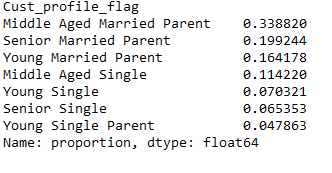 Cust_profile_flag
Middle Aged Married Parent    0.338820
Senior Married Parent         0.199244
Young Married Parent          0.164178
Middle Aged Single            0.114220
Young Single                  0.070321
Senior Single                 0.065353
Young Single Parent           0.047863
Name: proportion, dtype: float64